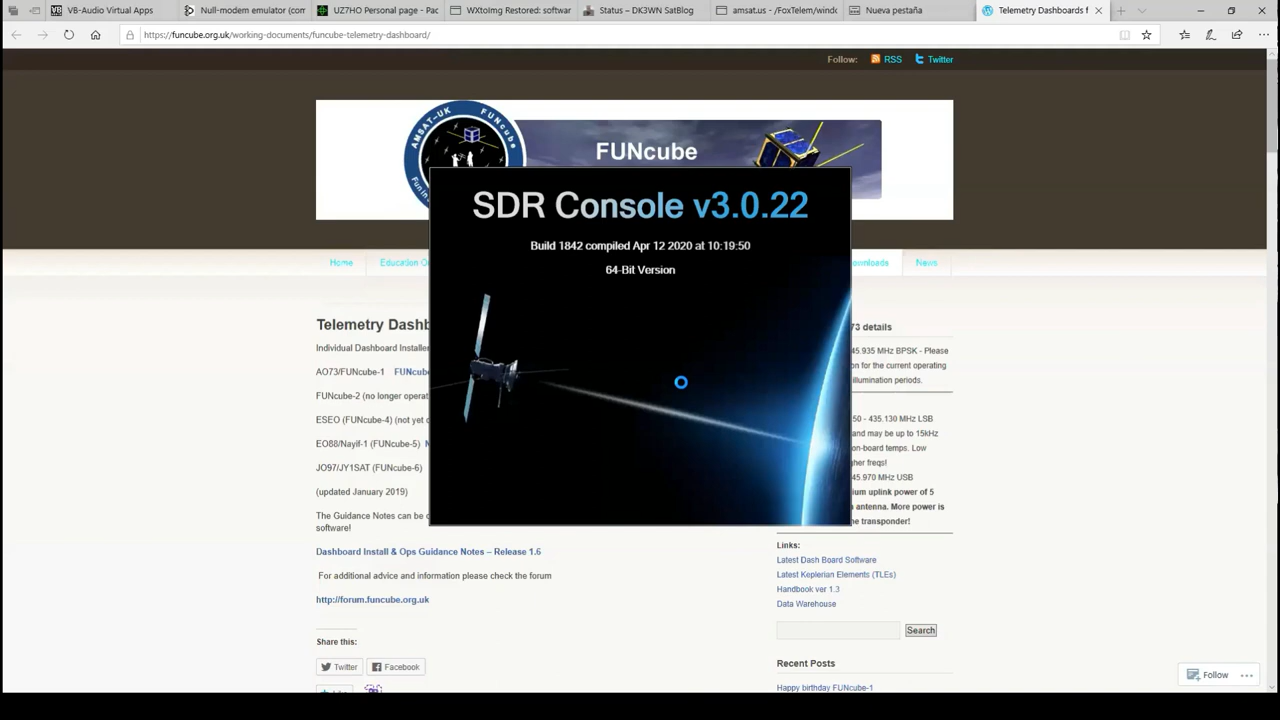 VB-Audio Virtual Apps
Null-modem emulator (com
UZ7HO Personal page - Pac
WXtoImg Restored: softwar
Status – DK3WN SatBlog
amsat.us - /FoxTelem/windo
Nueva pestaña
Telemetry Dashboards f
https://funcube.org.uk/working-documents/funcube-telemetry-dashboard/
Follow: RSS Twitter
AMSAT-UK FUNcube
FUNcube
SDR Console v3.0.22
Build 1842 compiled Apr 12 2020 at 10:19:50
64-Bit Version
Home
Education
ownloads
News
Telemetry Dashb
Individual Dashboard Installe
AO73/FUNcube-1 FUNcube
FUNcube-2 (no longer operat
ESEO (FUNcube-4) (not yet c
EO88/Nayif-1 (FUNcube-5) N
JO97/JY1SAT (FUNcube-6)
(updated January 2019)
The Guidance Notes can be d
software!
Dashboard Install & Ops Guidance Notes – Release 1.6
For additional advice and information please check the forum
http://forum.funcube.org.uk
Share this:
Twitter
Facebook
73 details
45.935 MHz BPSK - Please
on for the current operating
illumination periods.
50 - 435.130 MHz LSB
and may be up to 15kHz
on-board temps. Low
gher freqs!
45.970 MHz USB
ium uplink power of 5
antenna. More power is
he transponder!
Links:
Latest Dash Board Software
Latest Keplerian Elements (TLEs)
Handbook ver 1.3
Data Warehouse
Search
Recent Posts
Happy birthday FUNcube-1
Follow